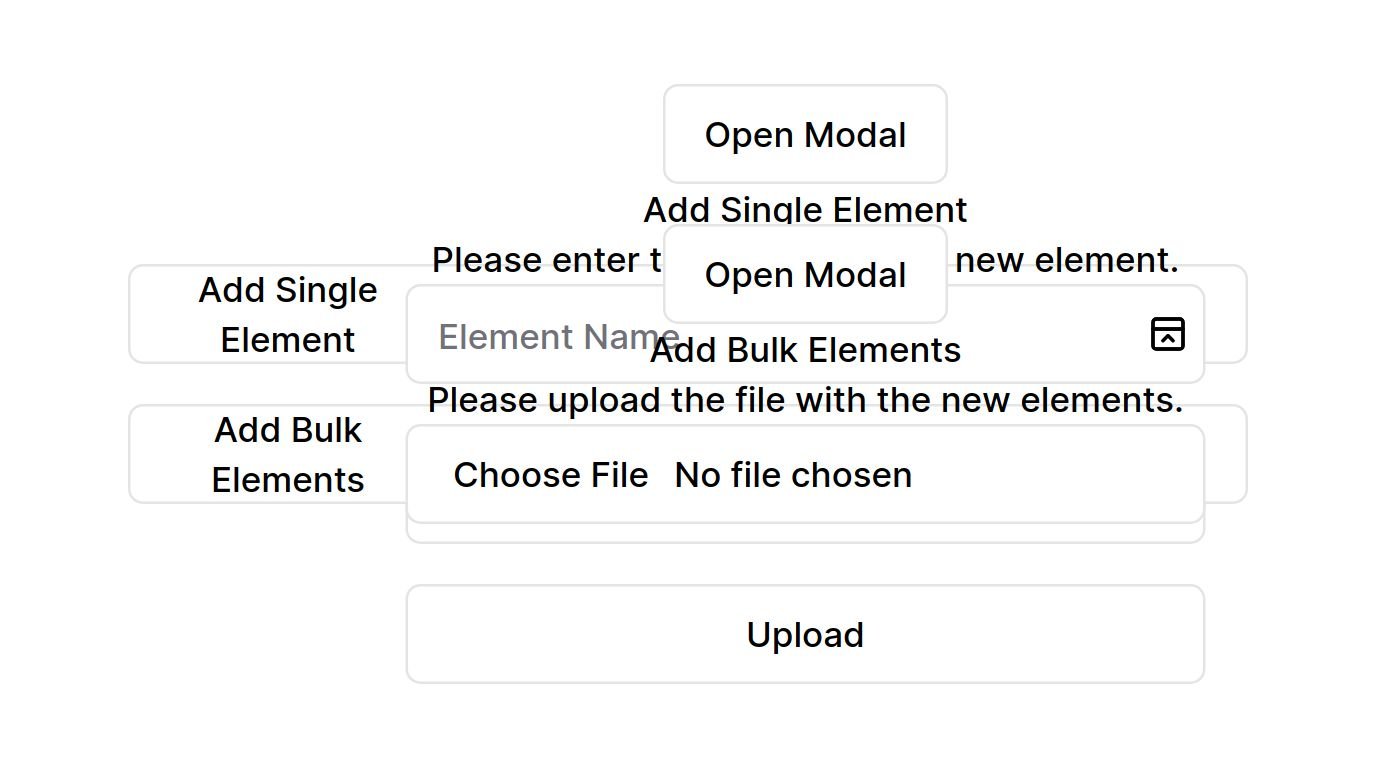 Open Modal
Add Single Element
Please enter t new element.
Open Modal
Add Single
Element
Element Name
Add Bulk Elements
Please upload the file with the new elements.
Add Bulk
Elements
Choose File No file chosen
Upload